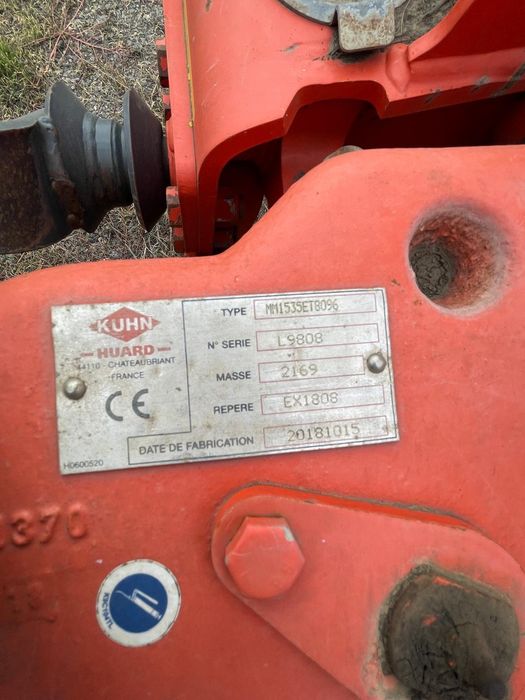 KUHN
HUARD
44110 - CHATEAUBRIANT
FRANCE
CE
H0600520
TYPE MM1535ET8096
N° SERIE L9808
MASSE 2169
REPERE EX1808
DATE DE FABRICATION 20181015
370